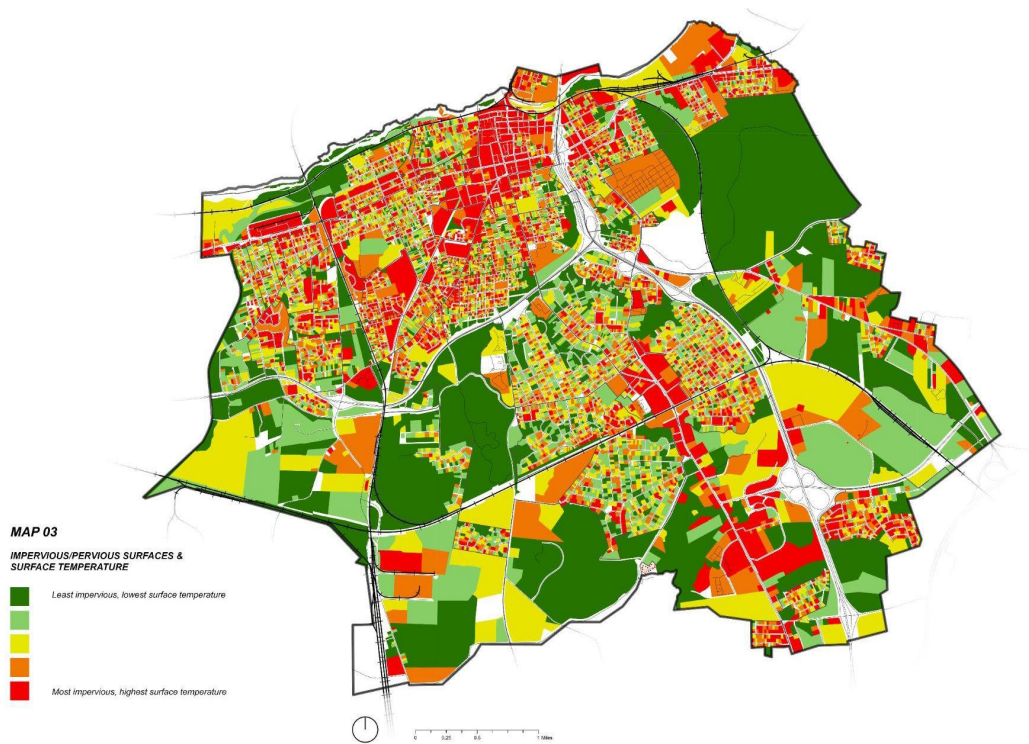 MAP 03
IMPERVIOUS/PERVIOUS SURFACES &
SURFACE TEMPERATURE
Least impervious, lowest surface temperature
Most impervious, highest surface temperature
0 0.25 0.5 1 Miles